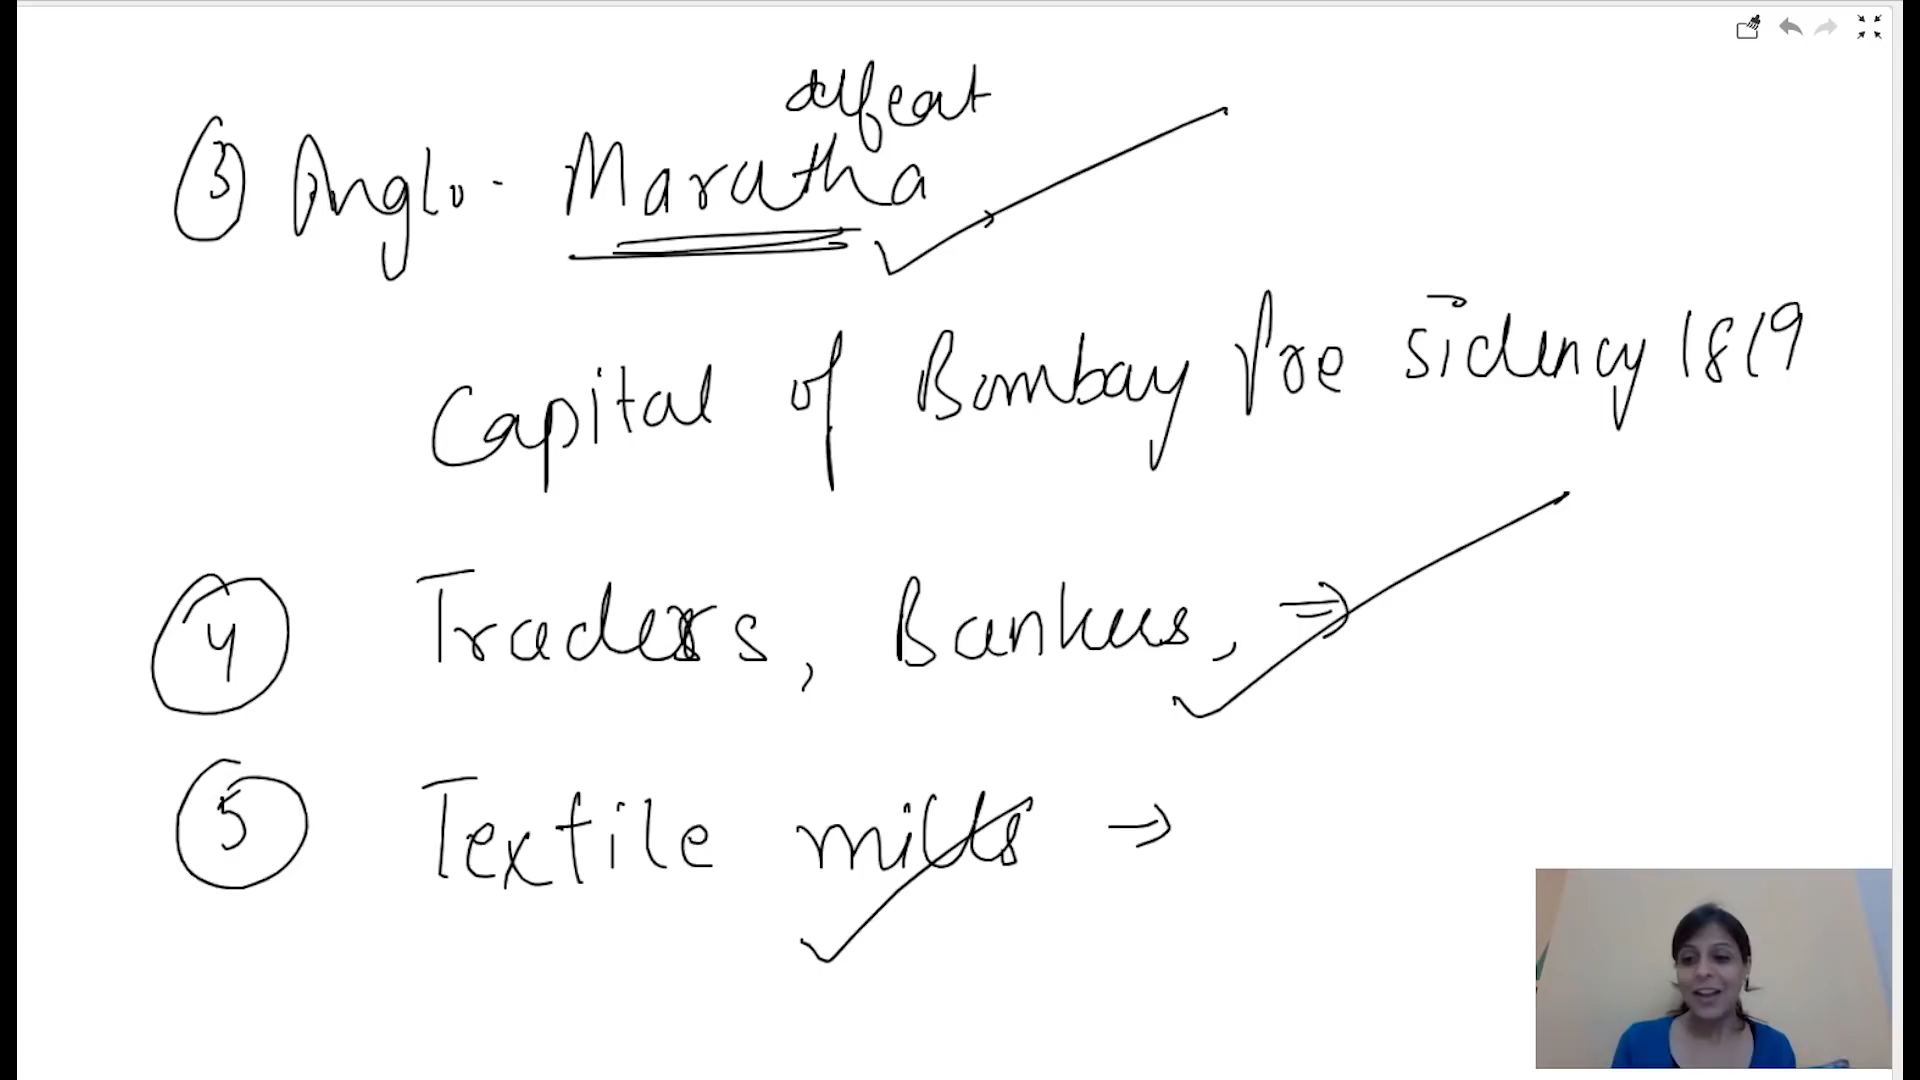 defeat
③ Anglo - Maratha
Capital of Bombay Presidency 1819
④ Traders, Bankers, ⇒
⑤ Textile mills →